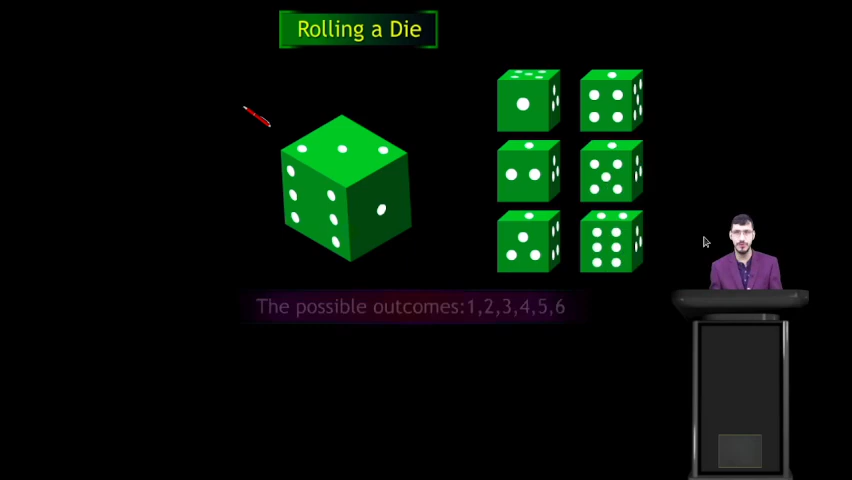 Rolling a Die
The possible outcomes:1,2,3,4,5,6